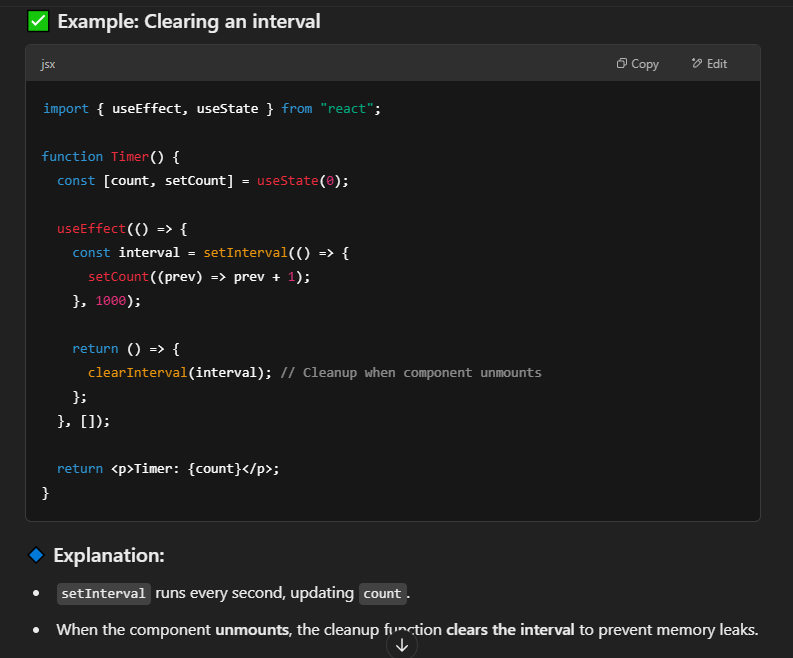 ✅ Example: Clearing an interval
jsx
Copy
Edit
import { useEffect, useState } from "react";
function Timer() {
  const [count, setCount] = useState(0);
  useEffect(() => {
    const interval = setInterval(() => {
      setCount((prev) => prev + 1);
    }, 1000);
    return () => {
      clearInterval(interval); // Cleanup when component unmounts
    };
  }, []);
  return <p>Timer: {count}</p>;
}
🔹 Explanation:
• setInterval runs every second, updating count.
• When the component unmounts, the cleanup function clears the interval to prevent memory leaks.